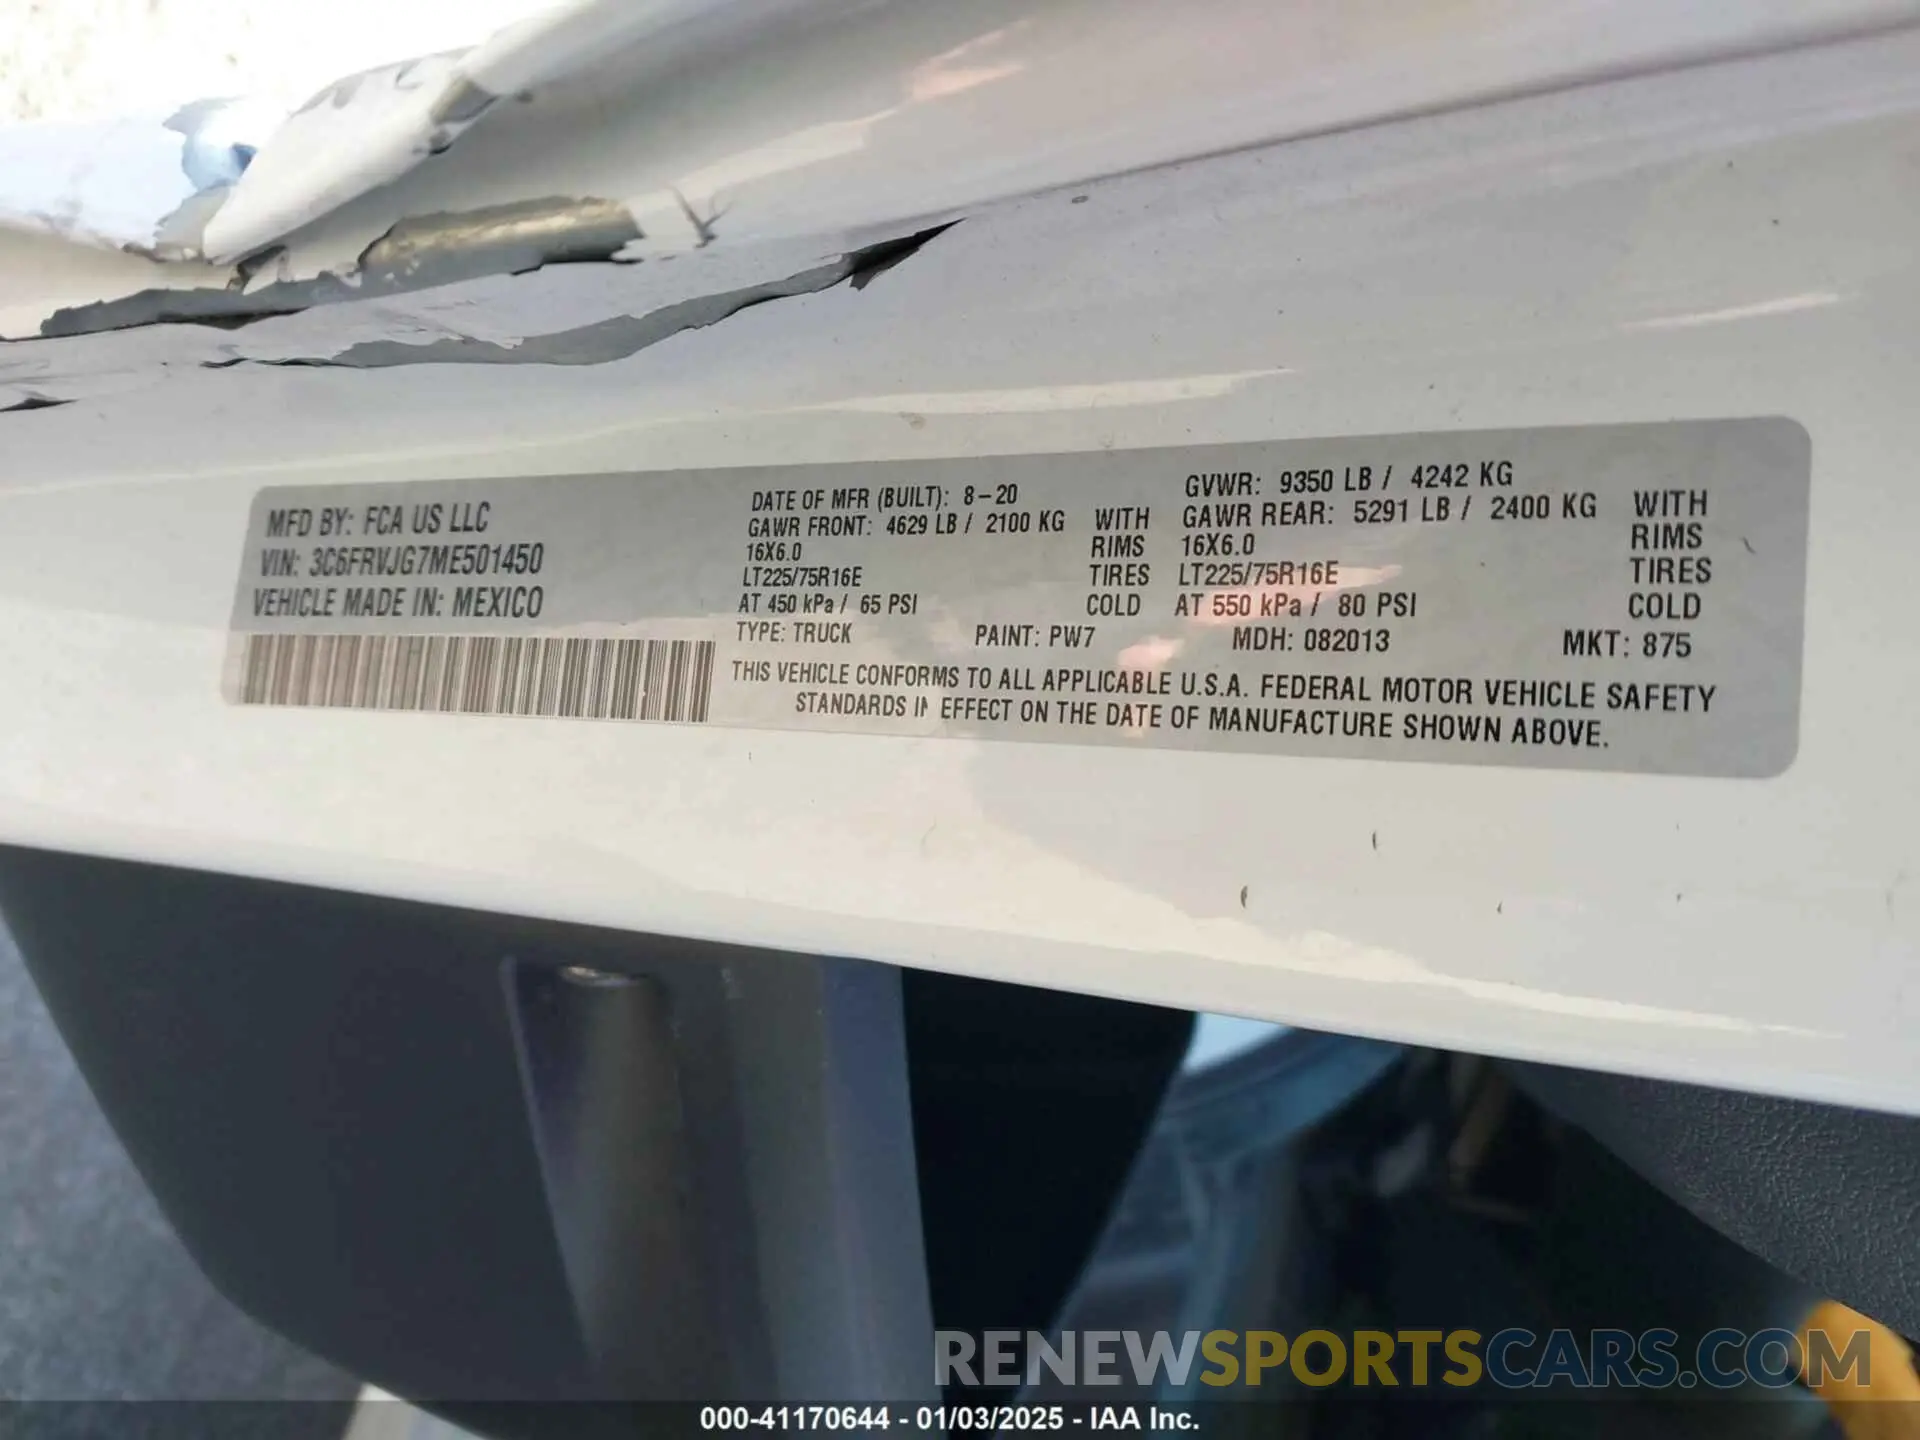 MFD BY: FCA US LLC
VIN: 3C6FRVJG7ME501450
VEHICLE MADE IN: MEXICO
DATE OF MFR (BUILT): 8-20
GVWR: 9350 LB / 4242 KG
GAWR FRONT: 4629 LB / 2100 KG WITH
16X6.0 RIMS
LT225/75R16E TIRES
AT 450 kPa / 65 PSI COLD
GAWR REAR: 5291 LB / 2400 KG WITH
16X6.0 RIMS
LT225/75R16E TIRES
AT 550 kPa / 80 PSI COLD
TYPE: TRUCK PAINT: PW7 MDH: 082013 MKT: 875
THIS VEHICLE CONFORMS TO ALL APPLICABLE U.S.A. FEDERAL MOTOR VEHICLE SAFETY
STANDARDS IN EFFECT ON THE DATE OF MANUFACTURE SHOWN ABOVE.
RENEWSPORTSCARS.COM
000-41170644 - 01/03/2025 - IAA Inc.